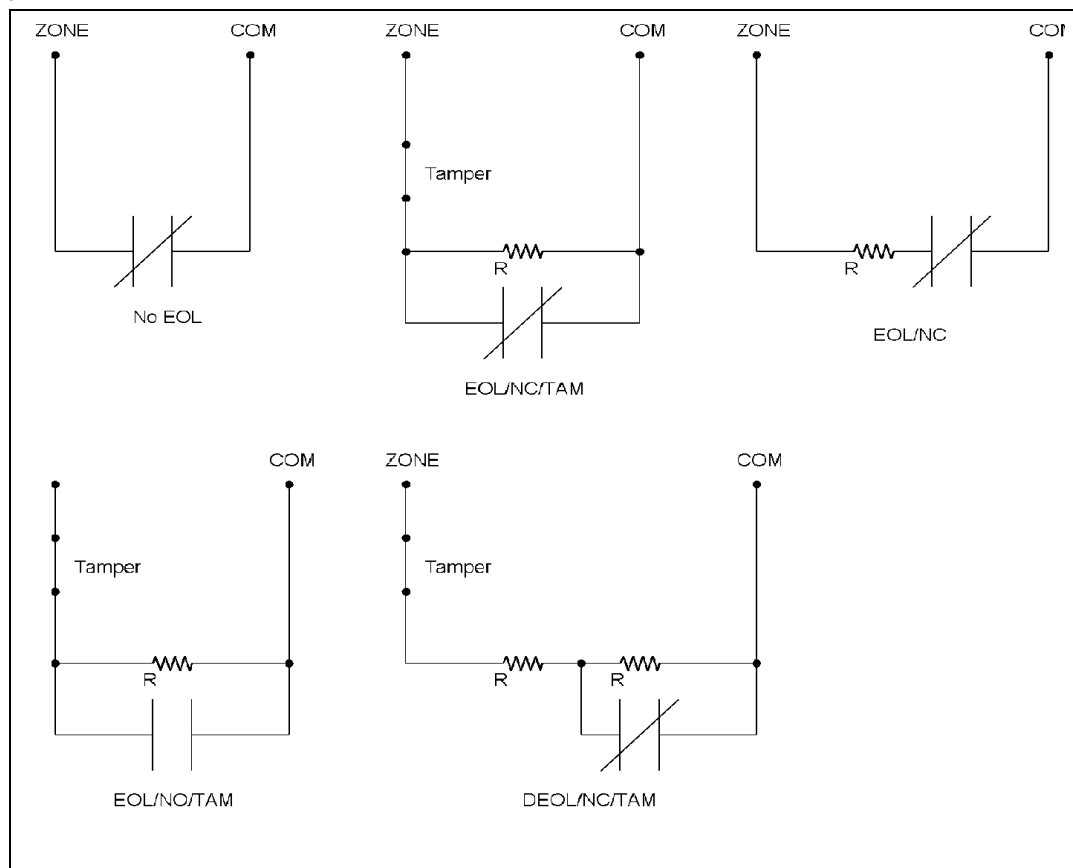 ZONE COM ZONE COM ZONE CO
Tamper
R
No EOL
R
EOL/NC
EOL/NC/TAM
COM ZONE COM
Tamper Tamper
R R R
EOL/NO/TAM DEOL/NC/TAM